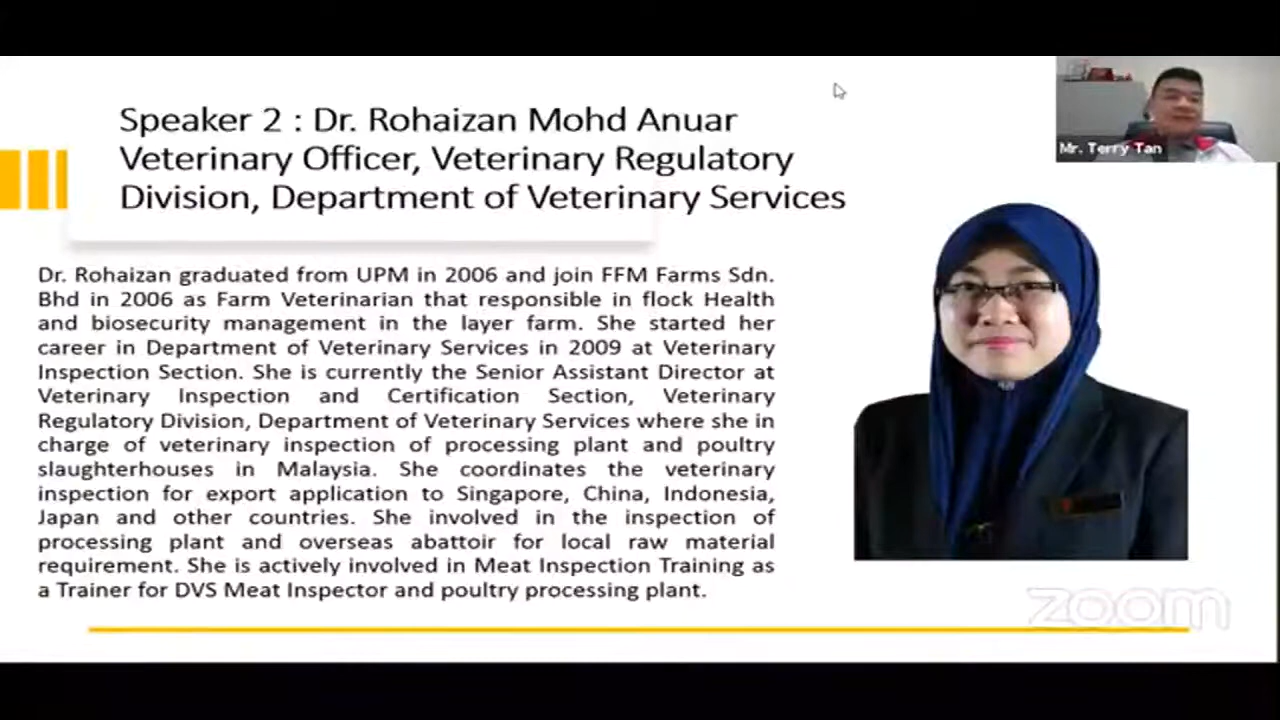 Speaker 2 : Dr. Rohaizan Mohd Anuar
Veterinary Officer, Veterinary Regulatory
Division, Department of Veterinary Services
Mr. Terry Tan
Dr. Rohaizan graduated from UPM in 2006 and join FFM Farms Sdn.
Bhd in 2006 as Farm Veterinarian that responsible in flock Health
and biosecurity management in the layer farm. She started her
career in Department of Veterinary Services in 2009 at Veterinary
Inspection Section. She is currently the Senior Assistant Director at
Veterinary Inspection and Certification Section, Veterinary
Regulatory Division, Department of Veterinary Services where she in
charge of veterinary inspection of processing plant and poultry
slaughterhouses in Malaysia. She coordinates the veterinary
inspection for export application to Singapore, China, Indonesia,
Japan and other countries. She involved in the inspection of
processing plant and overseas abattoir for local raw material
requirement. She is actively involved in Meat Inspection Training as
a Trainer for DVS Meat Inspector and poultry processing plant.
zoom